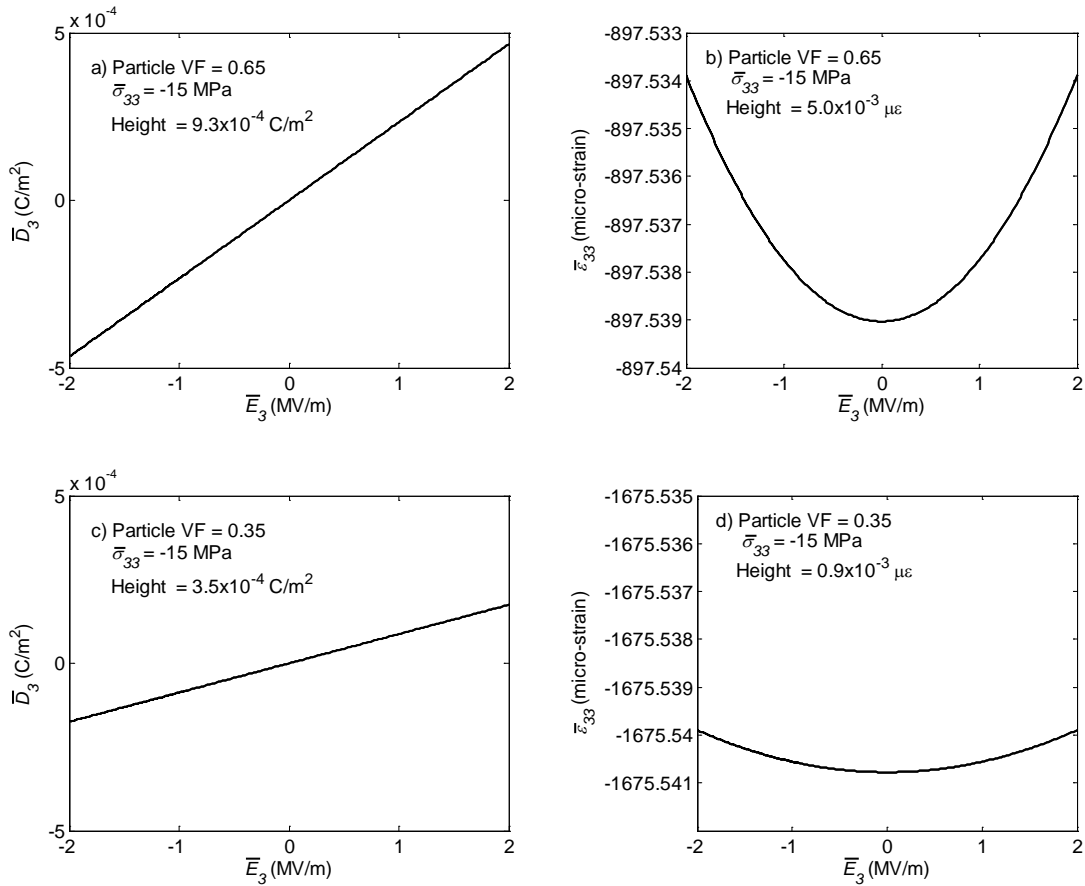 x 10⁻⁴
5
0
-5
D̅₃ (C/m²)
a) Particle VF = 0.65
σ̅₃₃ = -15 MPa
Height = 9.3x10⁻⁴ C/m²
-2 -1 0 1 2
E̅₃ (MV/m)
-897.533
-897.534
-897.535
-897.536
-897.537
-897.538
-897.539
-897.54
ε̅₃₃ (micro-strain)
b) Particle VF = 0.65
σ̅₃₃ = -15 MPa
Height = 5.0x10⁻³ με
-2 -1 0 1 2
E̅₃ (MV/m)
x 10⁻⁴
5
0
-5
D̅₃ (C/m²)
c) Particle VF = 0.35
σ̅₃₃ = -15 MPa
Height = 3.5x10⁻⁴ C/m²
-2 -1 0 1 2
E̅₃ (MV/m)
-1675.535
-1675.536
-1675.537
-1675.538
-1675.539
-1675.54
-1675.541
ε̅₃₃ (micro-strain)
d) Particle VF = 0.35
σ̅₃₃ = -15 MPa
Height = 0.9x10⁻³ με
-2 -1 0 1 2
E̅₃ (MV/m)